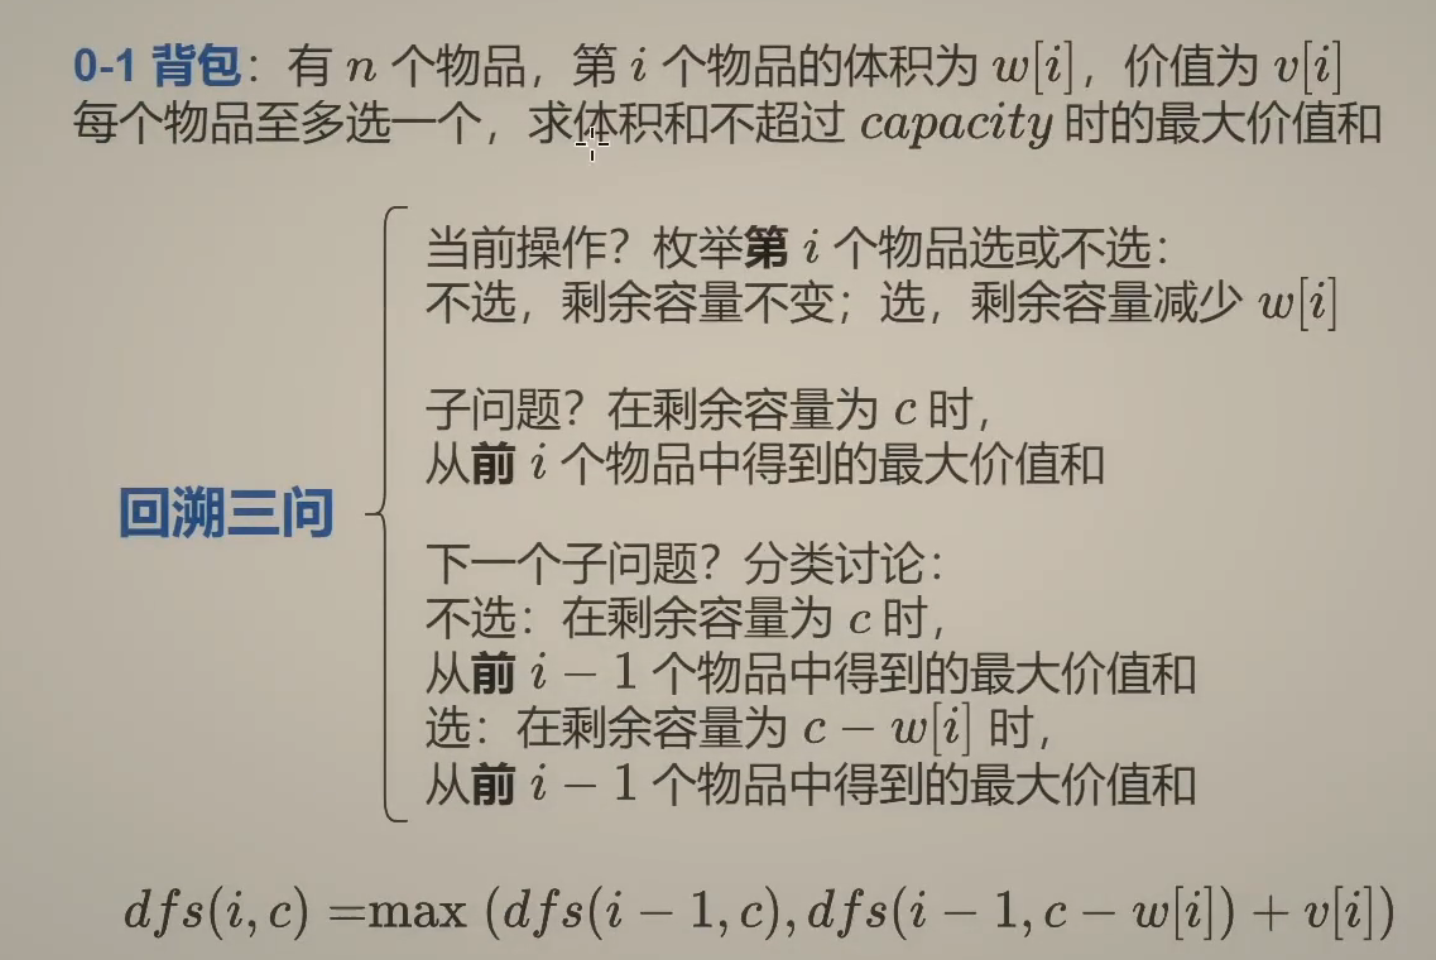 0-1 背包：有 n 个物品，第 i 个物品的体积为 w[i]，价值为 v[i]
每个物品至多选一个，求体积和不超过 capacity 时的最大价值和
当前操作？枚举第 i 个物品选或不选：
不选，剩余容量不变；选，剩余容量减少 w[i]
子问题？在剩余容量为 c 时，
从前 i 个物品中得到的最大价值和
回溯三问
下一个子问题？分类讨论：
不选：在剩余容量为 c 时，
从前 i − 1 个物品中得到的最大价值和
选：在剩余容量为 c − w[i] 时，
从前 i − 1 个物品中得到的最大价值和
dfs(i, c) =max (dfs(i − 1, c), dfs(i − 1, c − w[i]) + v[i])